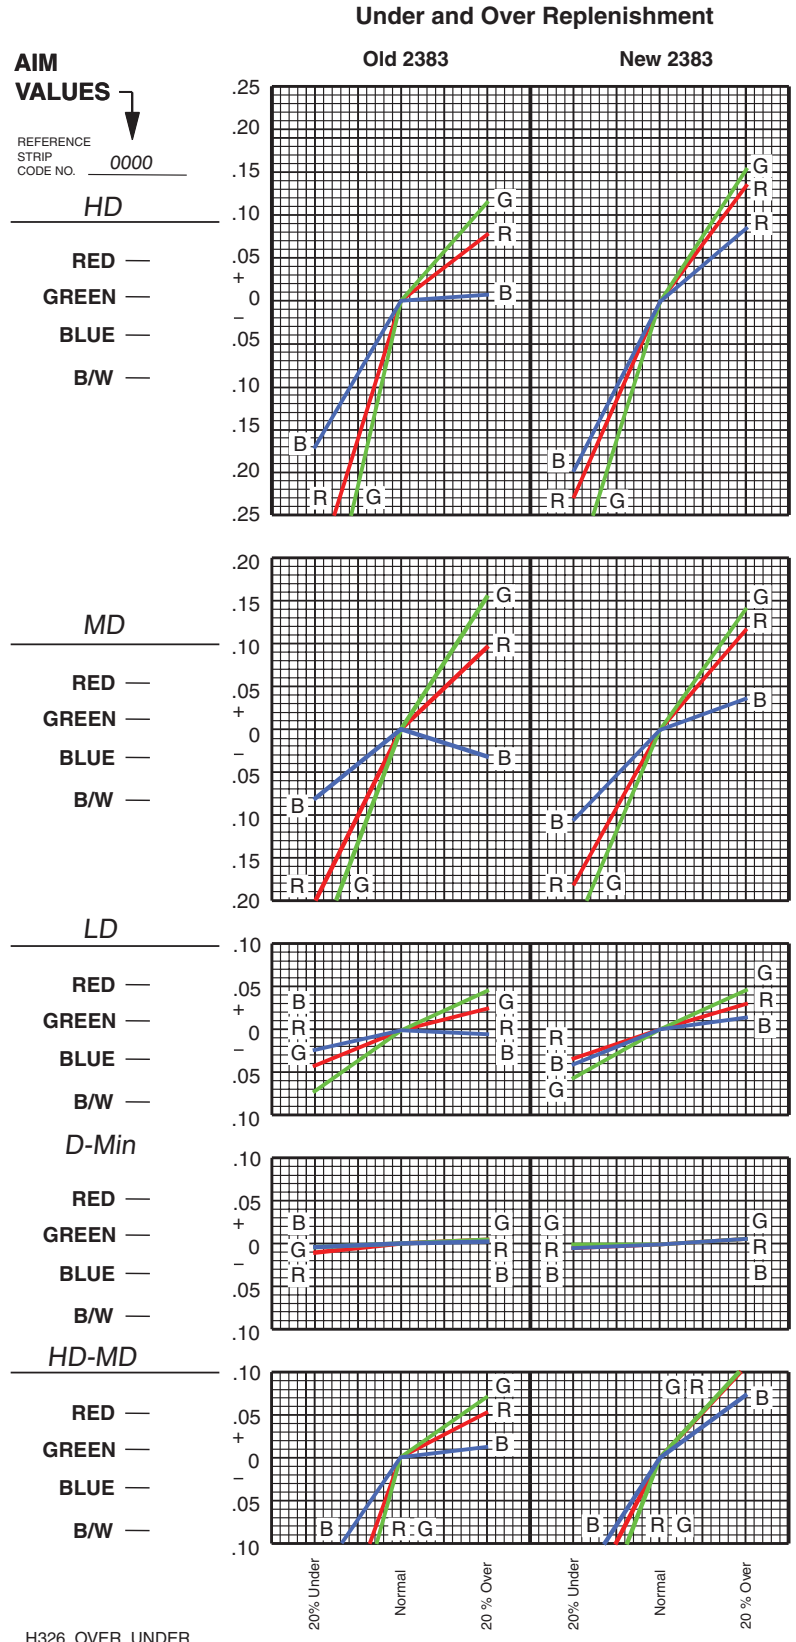 Under and Over Replenishment
Old 2383 New 2383
AIM
VALUES
REFERENCE
STRIP
CODE NO. 0000
HD
RED
GREEN
BLUE
B/W
.25
.20
.15
.10
.05
+
0
–
.05
.10
.15
.20
.25
G
R
B
B
R G
G
R
R
B
R G
MD
RED
GREEN
BLUE
B/W
.20
.15
.10
.05
+
0
–
.05
.10
.15
.20
G
R
B
B
R G
G
R
B
B
R G
LD
RED
GREEN
BLUE
B/W
.10
.05
+
0
–
.05
.10
B
R
G
G
R
B
R
B
G
G
R
B
D-Min
RED
GREEN
BLUE
B/W
.10
.05
+
0
–
.05
.10
B
G
R
G
R
B
G
R
B
G
R
B
HD-MD
RED
GREEN
BLUE
B/W
.10
.05
+
0
–
.05
.10
G
R
B
B R G
G R
B
B R G
20% Under Normal 20 % Over 20% Under Normal 20 % Over
H326_OVER_UNDER